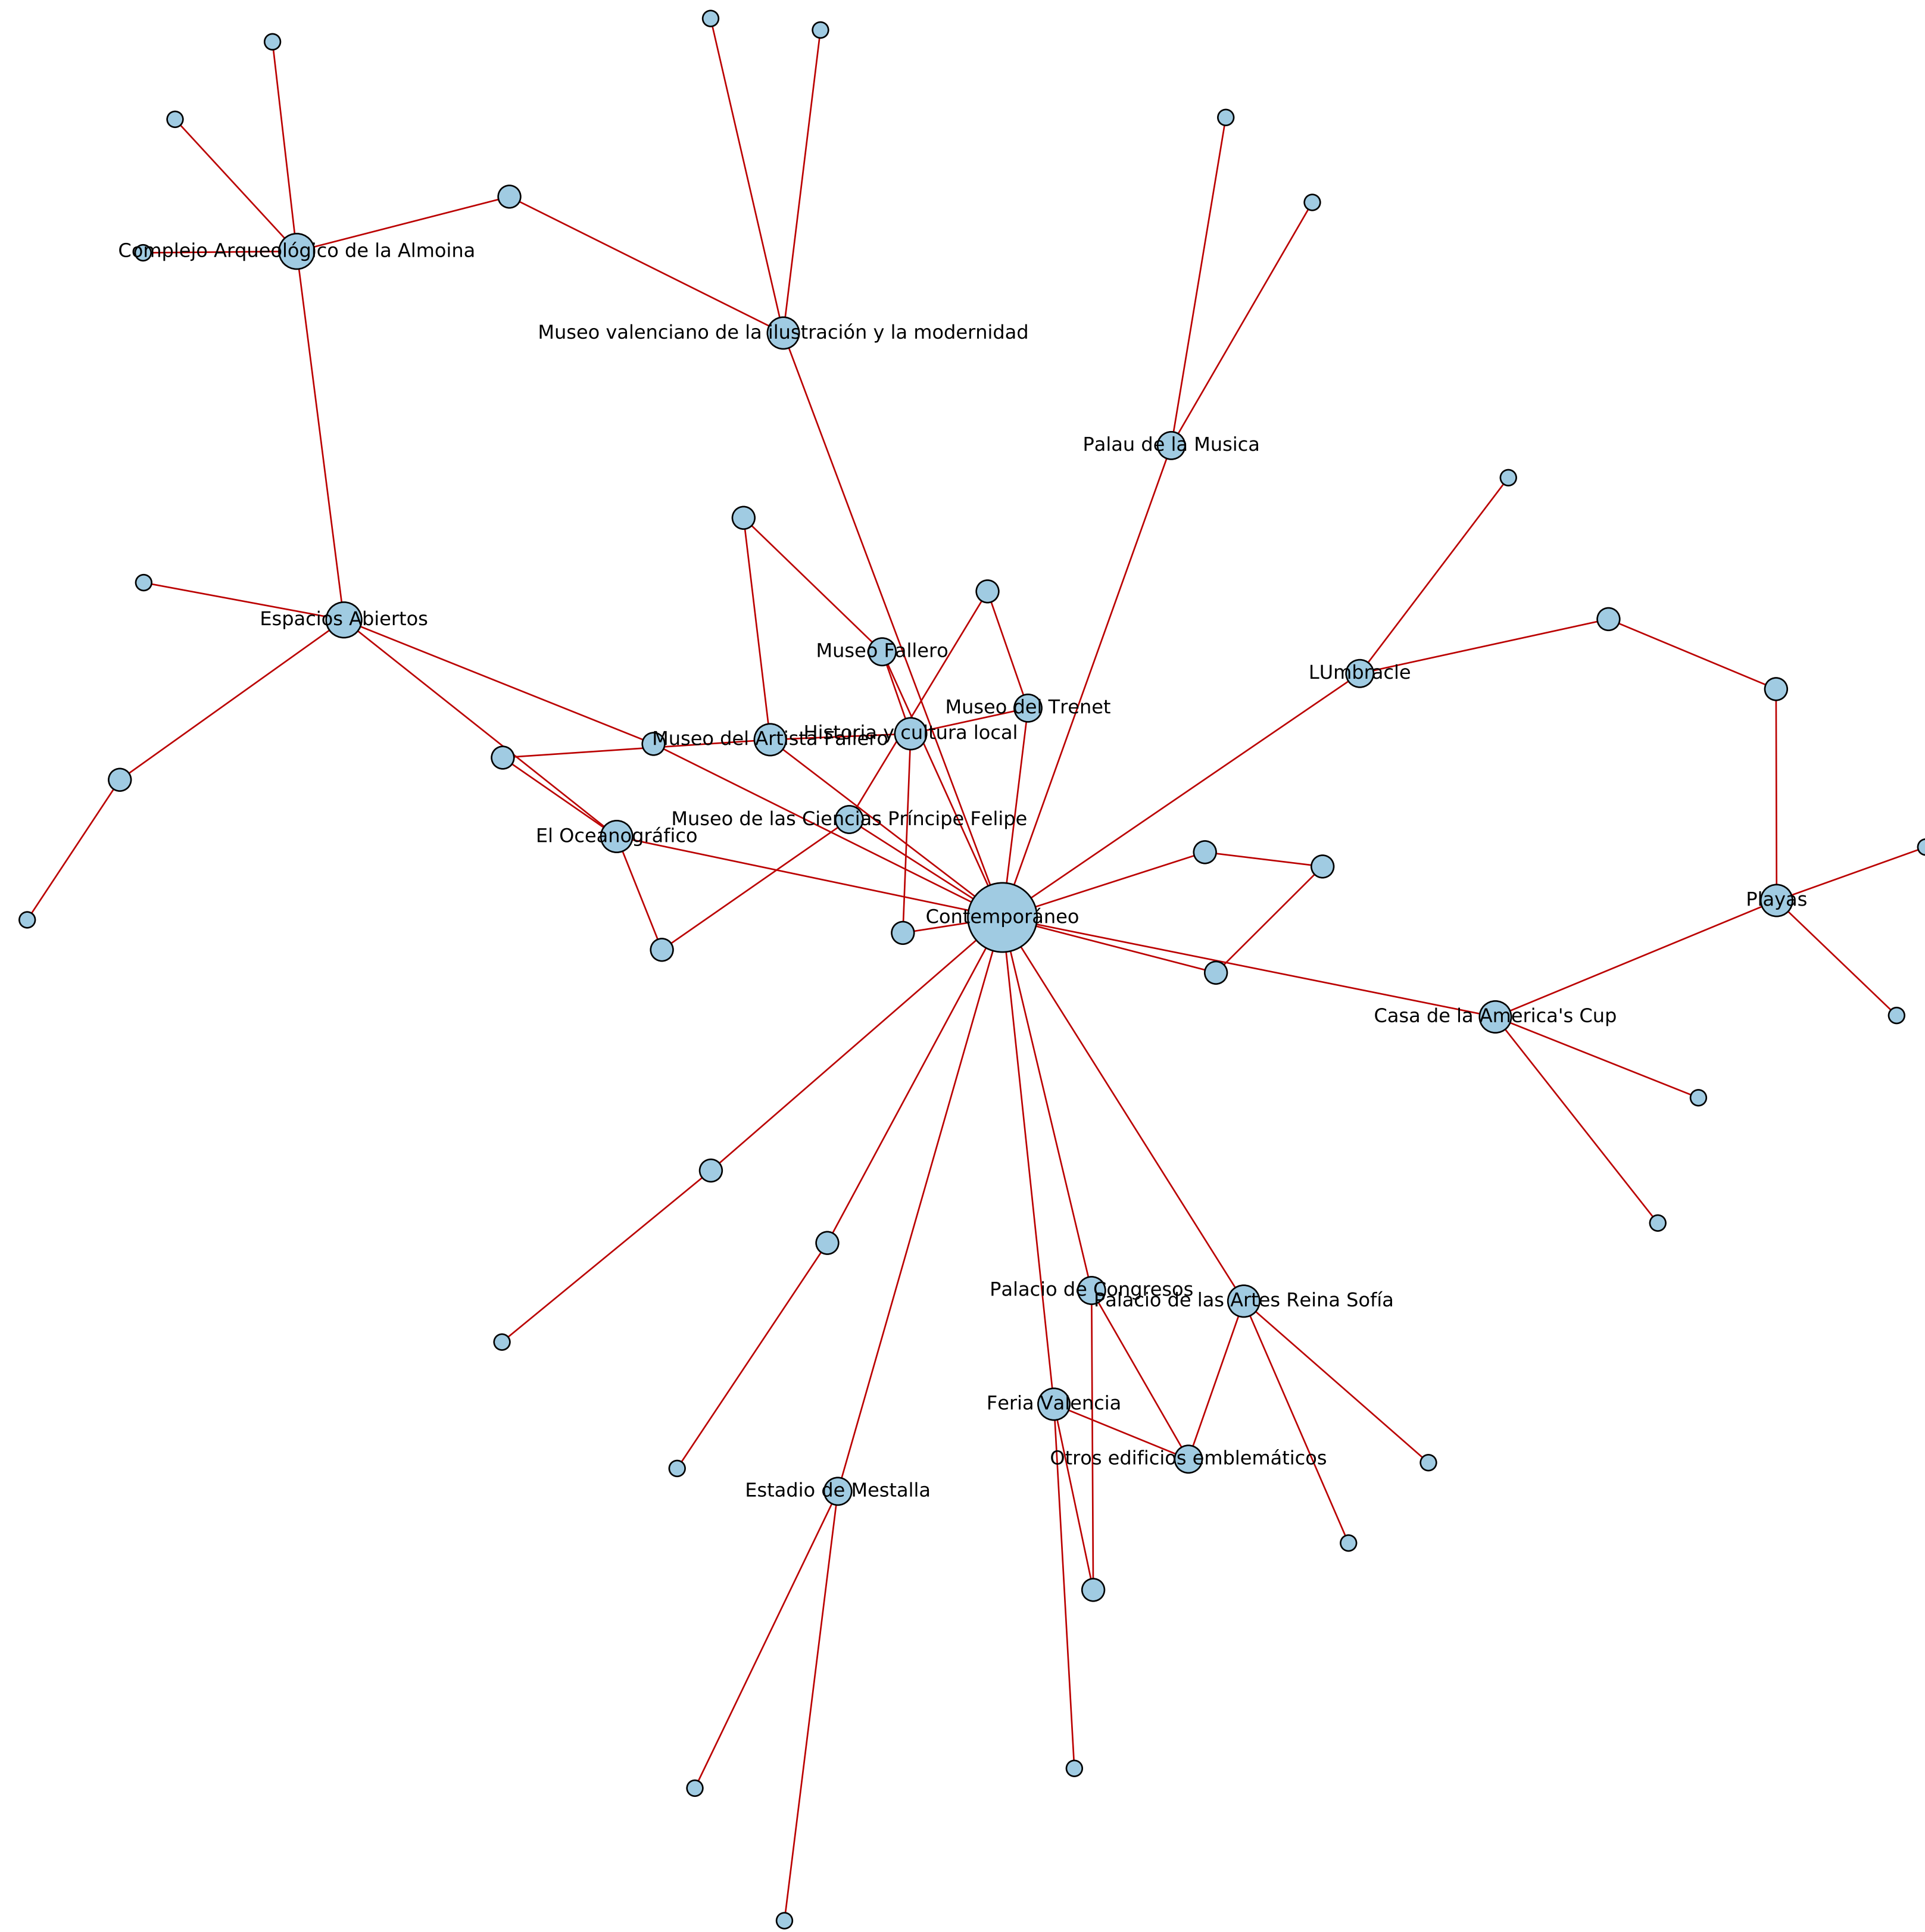 Complejo Arqueológico de la Almoina
Museo valenciano de la ilustración y la modernidad
Palau de la Musica
Espacios Abiertos
Museo Fallero
LUmbracle
Museo del Trenet
Historia y cultura local
Museo del Artista Fallero
Museo de las Ciencias Príncipe Felipe
El Oceanográfico
Playas
Contemporáneo
Casa de la America's Cup
Palacio de Congresos
Palacio de las Artes Reina Sofía
Feria Valencia
Otros edificios emblemáticos
Estadio de Mestalla